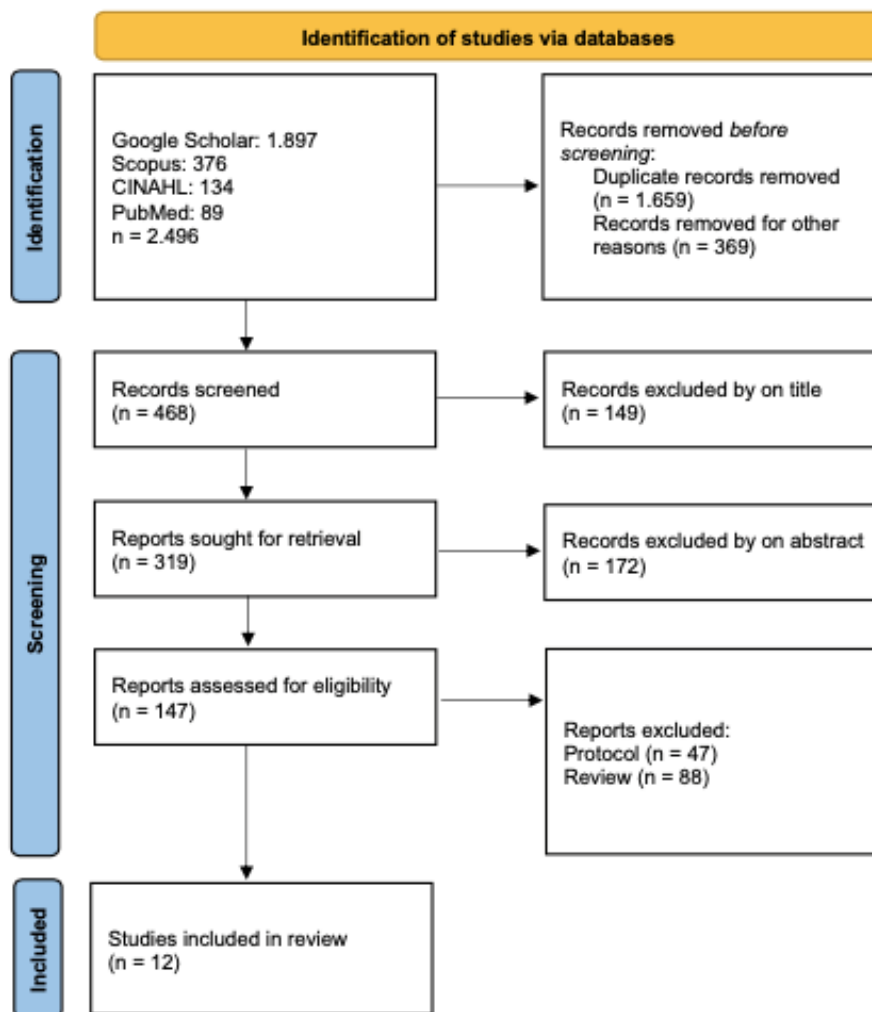 Identification of studies via databases
Identification
Google Scholar: 1.897
Scopus: 376
CINAHL: 134
PubMed: 89
n = 2.496
Records removed before
screening:
Duplicate records removed
(n = 1.659)
Records removed for other
reasons (n = 369)
Screening
Records screened
(n = 468)
Records excluded by on title
(n = 149)
Reports sought for retrieval
(n = 319)
Records excluded by on abstract
(n = 172)
Reports assessed for eligibility
(n = 147)
Reports excluded:
Protocol (n = 47)
Review (n = 88)
Included
Studies included in review
(n = 12)